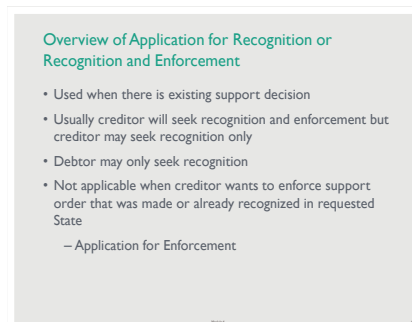 Overview of Application for Recognition or
Recognition and Enforcement
• Used when there is existing support decision
• Usually creditor will seek recognition and enforcement but
creditor may seek recognition only
• Debtor may only seek recognition
• Not applicable when creditor wants to enforce support
order that was made or already recognized in requested
State
– Application for Enforcement